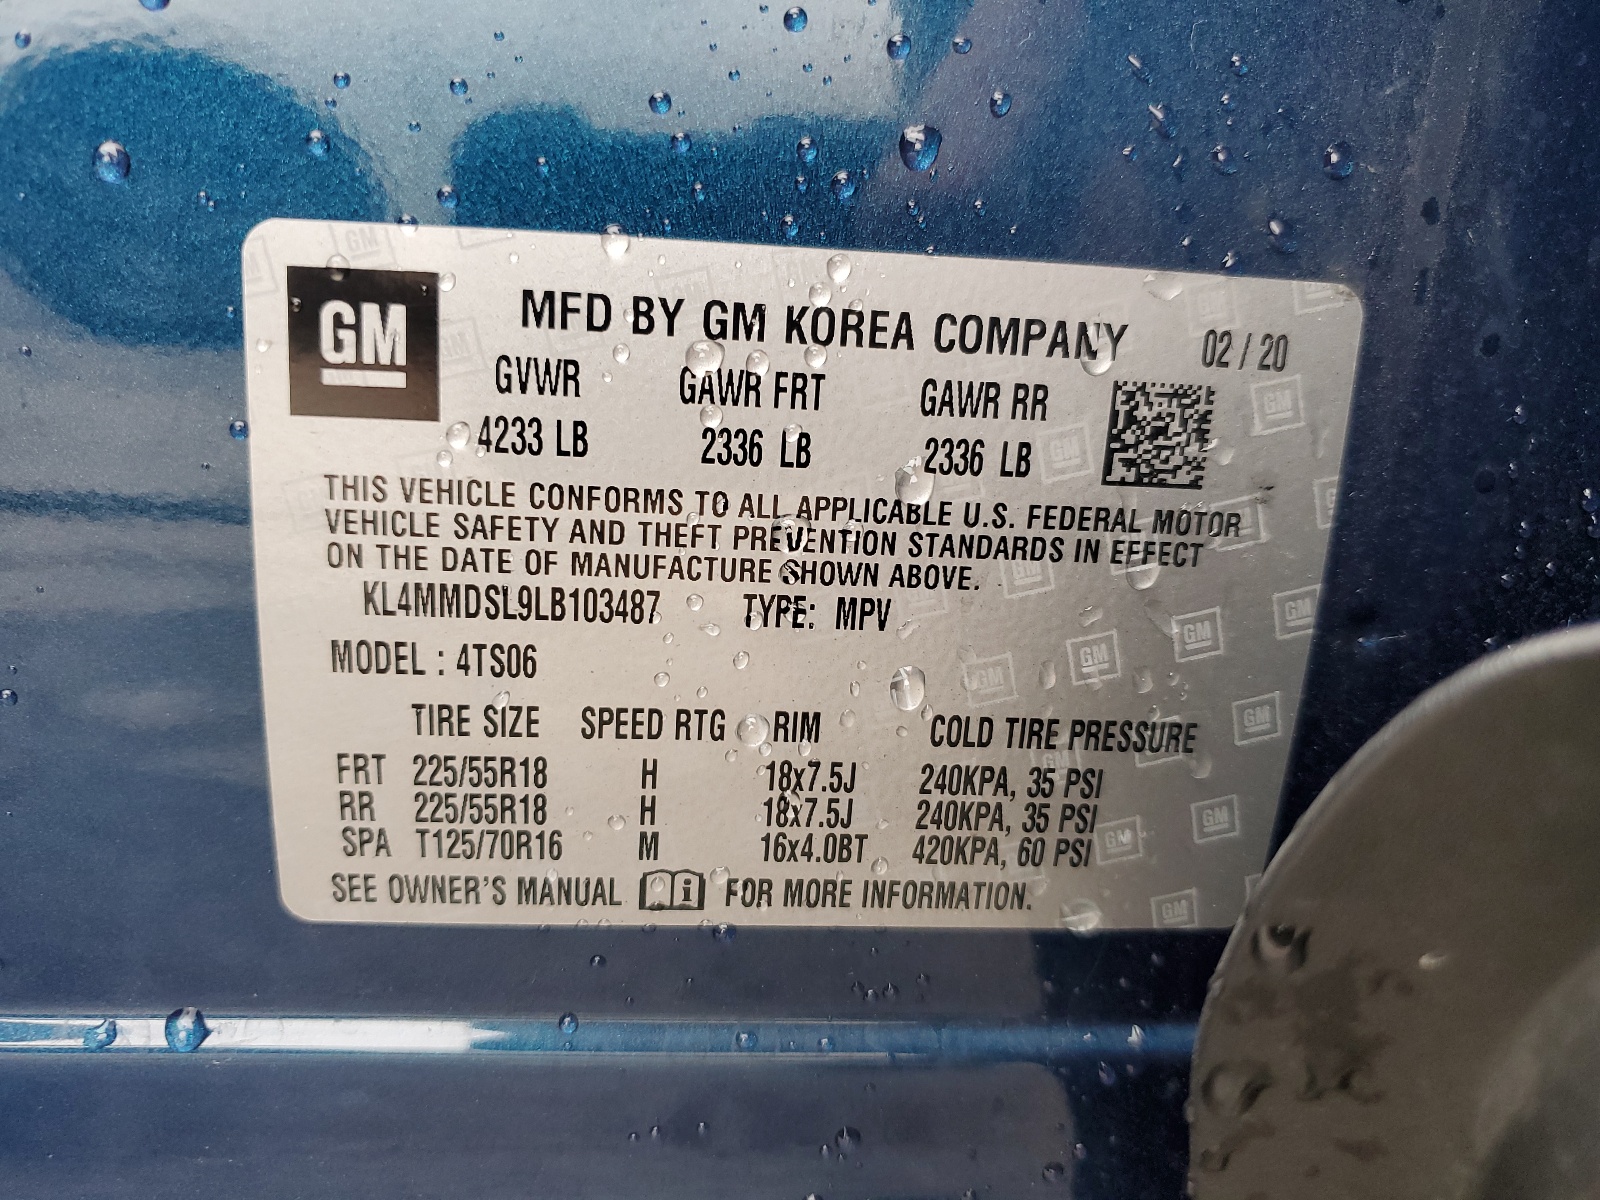 GM
MFD BY GM KOREA COMPANY 02 / 20
GVWR GAWR FRT GAWR RR
4233 LB 2336 LB 2336 LB
THIS VEHICLE CONFORMS TO ALL APPLICABLE U.S. FEDERAL MOTOR
VEHICLE SAFETY AND THEFT PREVENTION STANDARDS IN EFFECT
ON THE DATE OF MANUFACTURE SHOWN ABOVE.
KL4MMDSL9LB103487 TYPE: MPV
MODEL : 4TS06
TIRE SIZE SPEED RTG RIM COLD TIRE PRESSURE
FRT 225/55R18 H 18x7.5J 240KPA, 35 PSI
RR 225/55R18 H 18x7.5J 240KPA, 35 PSI
SPA T125/70R16 M 16x4.0BT 420KPA, 60 PSI
SEE OWNER'S MANUAL i FOR MORE INFORMATION.